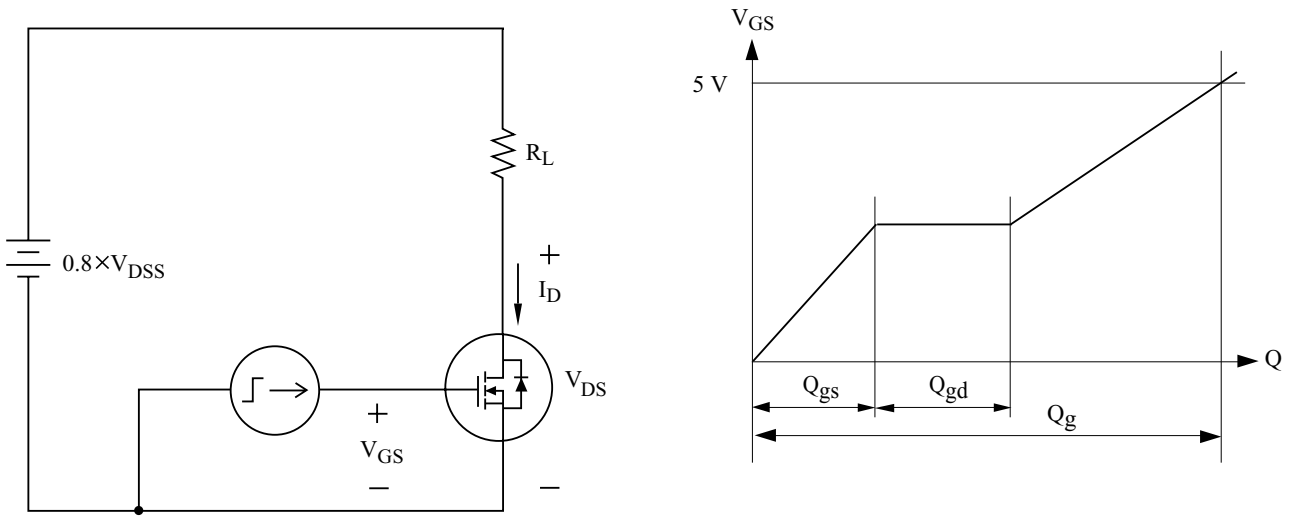 R_L
0.8×V_DSS
+
I_D
V_DS
+
V_GS
−
−
V_GS
5 V
Q
Q_gs
Q_gd
Q_g